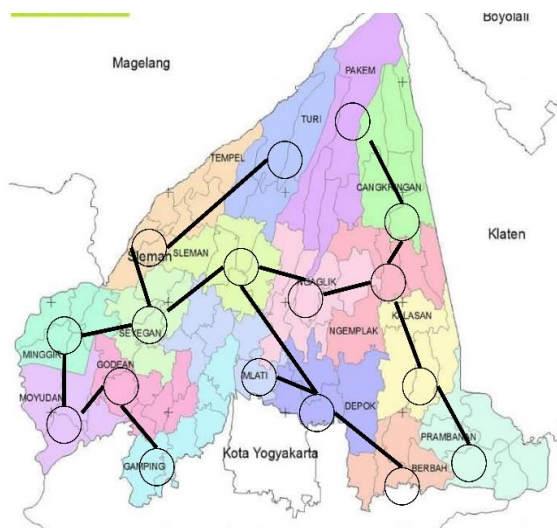 Boyolali
Magelang
PAKEM
TURI
TEMPEL
CANGKRINGAN
Klaten
SLEMAN
Sleman
NGAGLIK
KALASAN
SEYEGAN
NGEMPLAK
MINGGIR
GODEAN
MLATI
MOYUDAN
DEPOK
PRAMBANAN
Kota Yogyakarta
GAMPING
BERBAH